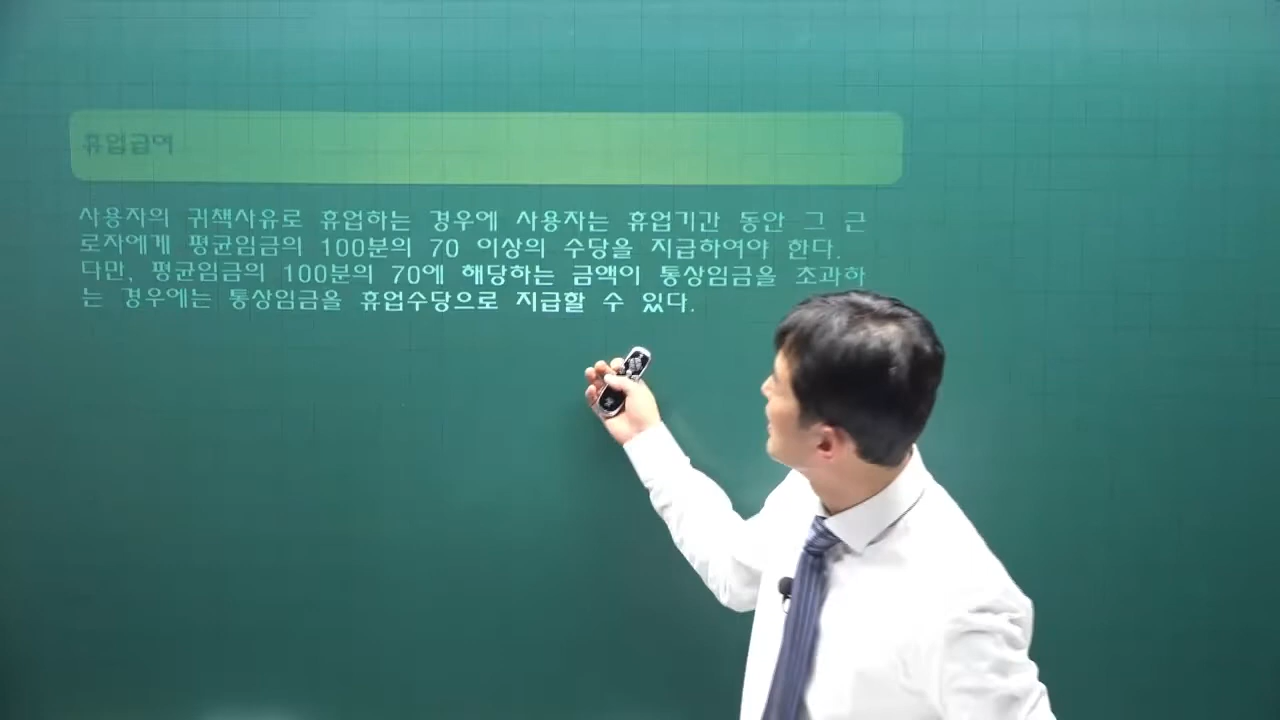 휴업급여
사용자의 귀책사유로 휴업하는 경우에 사용자는 휴업기간 동안 그 근
로자에게 평균임금의 100분의 70 이상의 수당을 지급하여야 한다.
다만, 평균임금의 100분의 70에 해당하는 금액이 통상임금을 초과하
는 경우에는 통상임금을 휴업수당으로 지급할 수 있다.